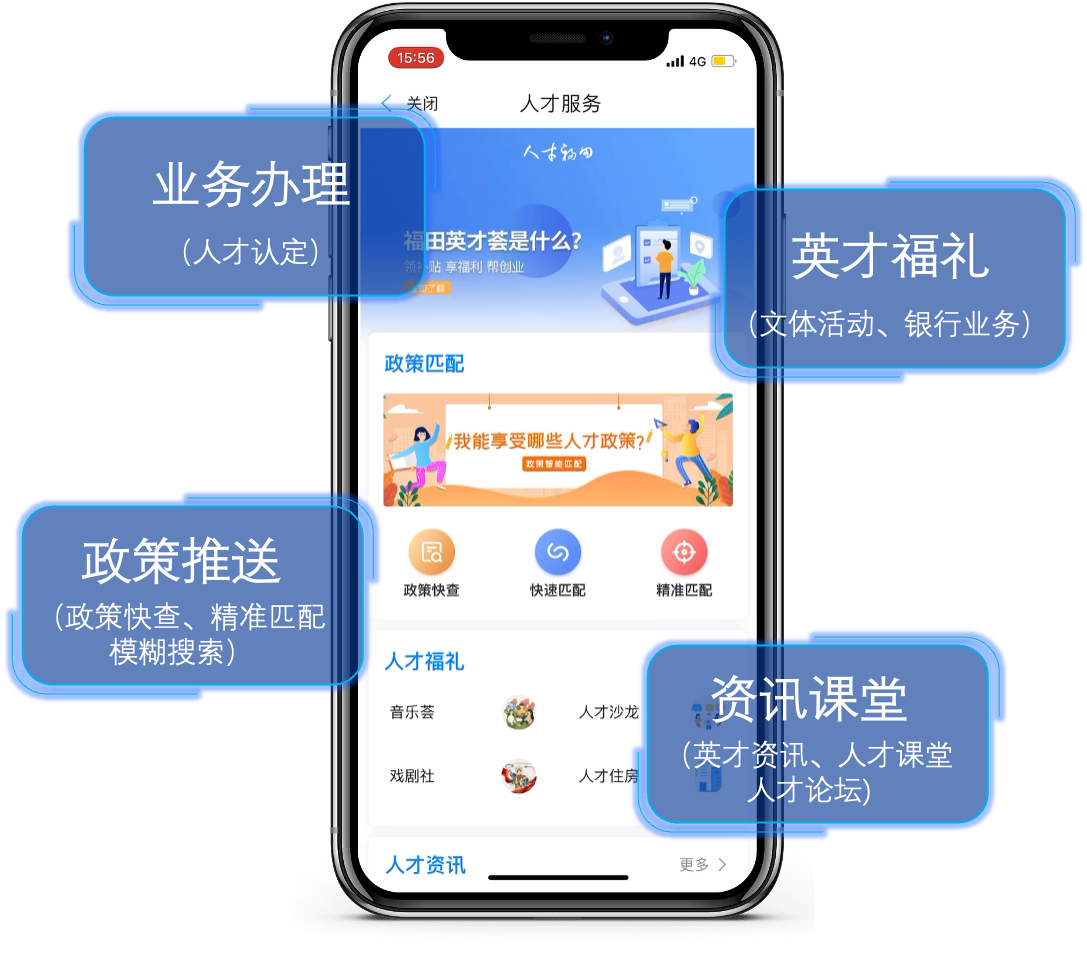 15:56
4G
关闭
人才服务
人才福田
业务办理
（人才认定）
福田英才荟是什么?
领补贴 享福利 帮创业
立即了解
英才福礼
（文体活动、银行业务）
政策匹配
我能享受哪些人才政策?
政策智能匹配
政策推送
（政策快查、精准匹配
模糊搜索）
政策快查
快速匹配
精准匹配
人才福礼
音乐荟
人才沙龙
戏剧社
人才住房
资讯课堂
（英才资讯、人才课堂
人才论坛）
人才资讯
更多